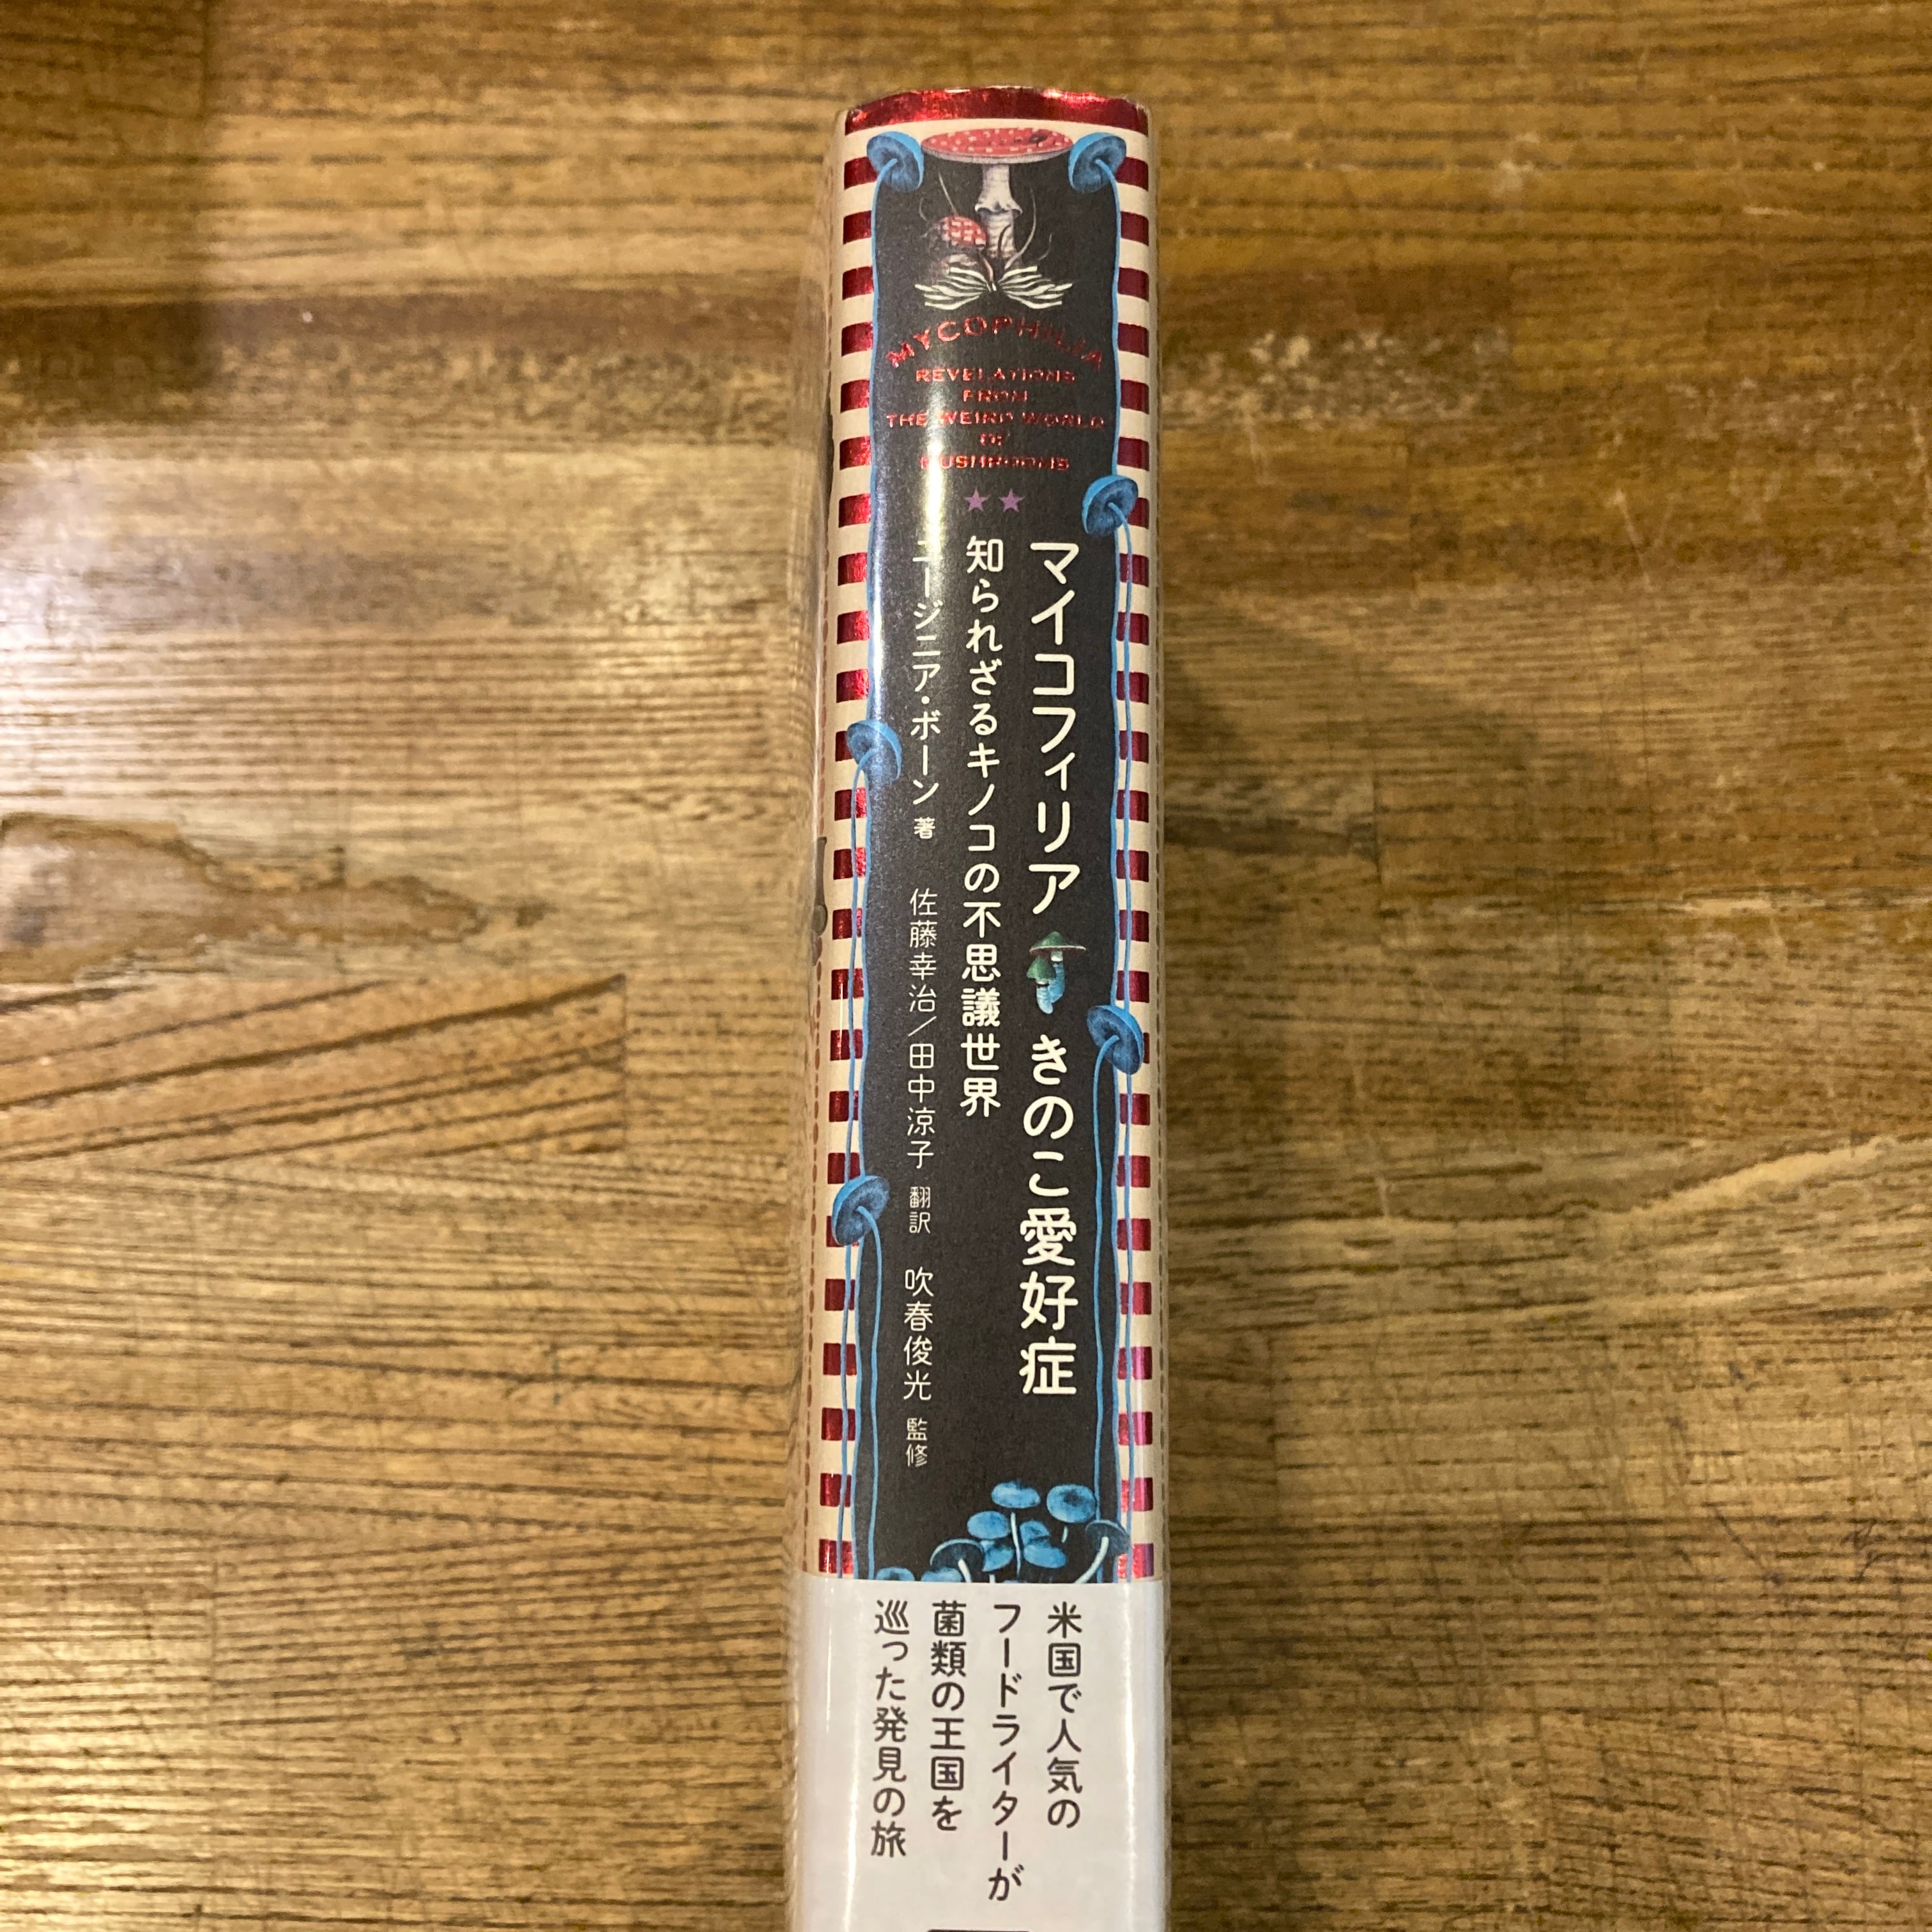 MYCOPHILIA
REVELATIONS
FROM
THE WEIRD WORLD
OF
MUSHROOMS
マイコフィリア きのこ愛好症
知られざるキノコの不思議世界
ユージニア・ボーン 著 佐藤幸治／田中涼子 翻訳 吹春俊光 監修
米国で人気の
フードライターが
菌類の王国を
巡った発見の旅